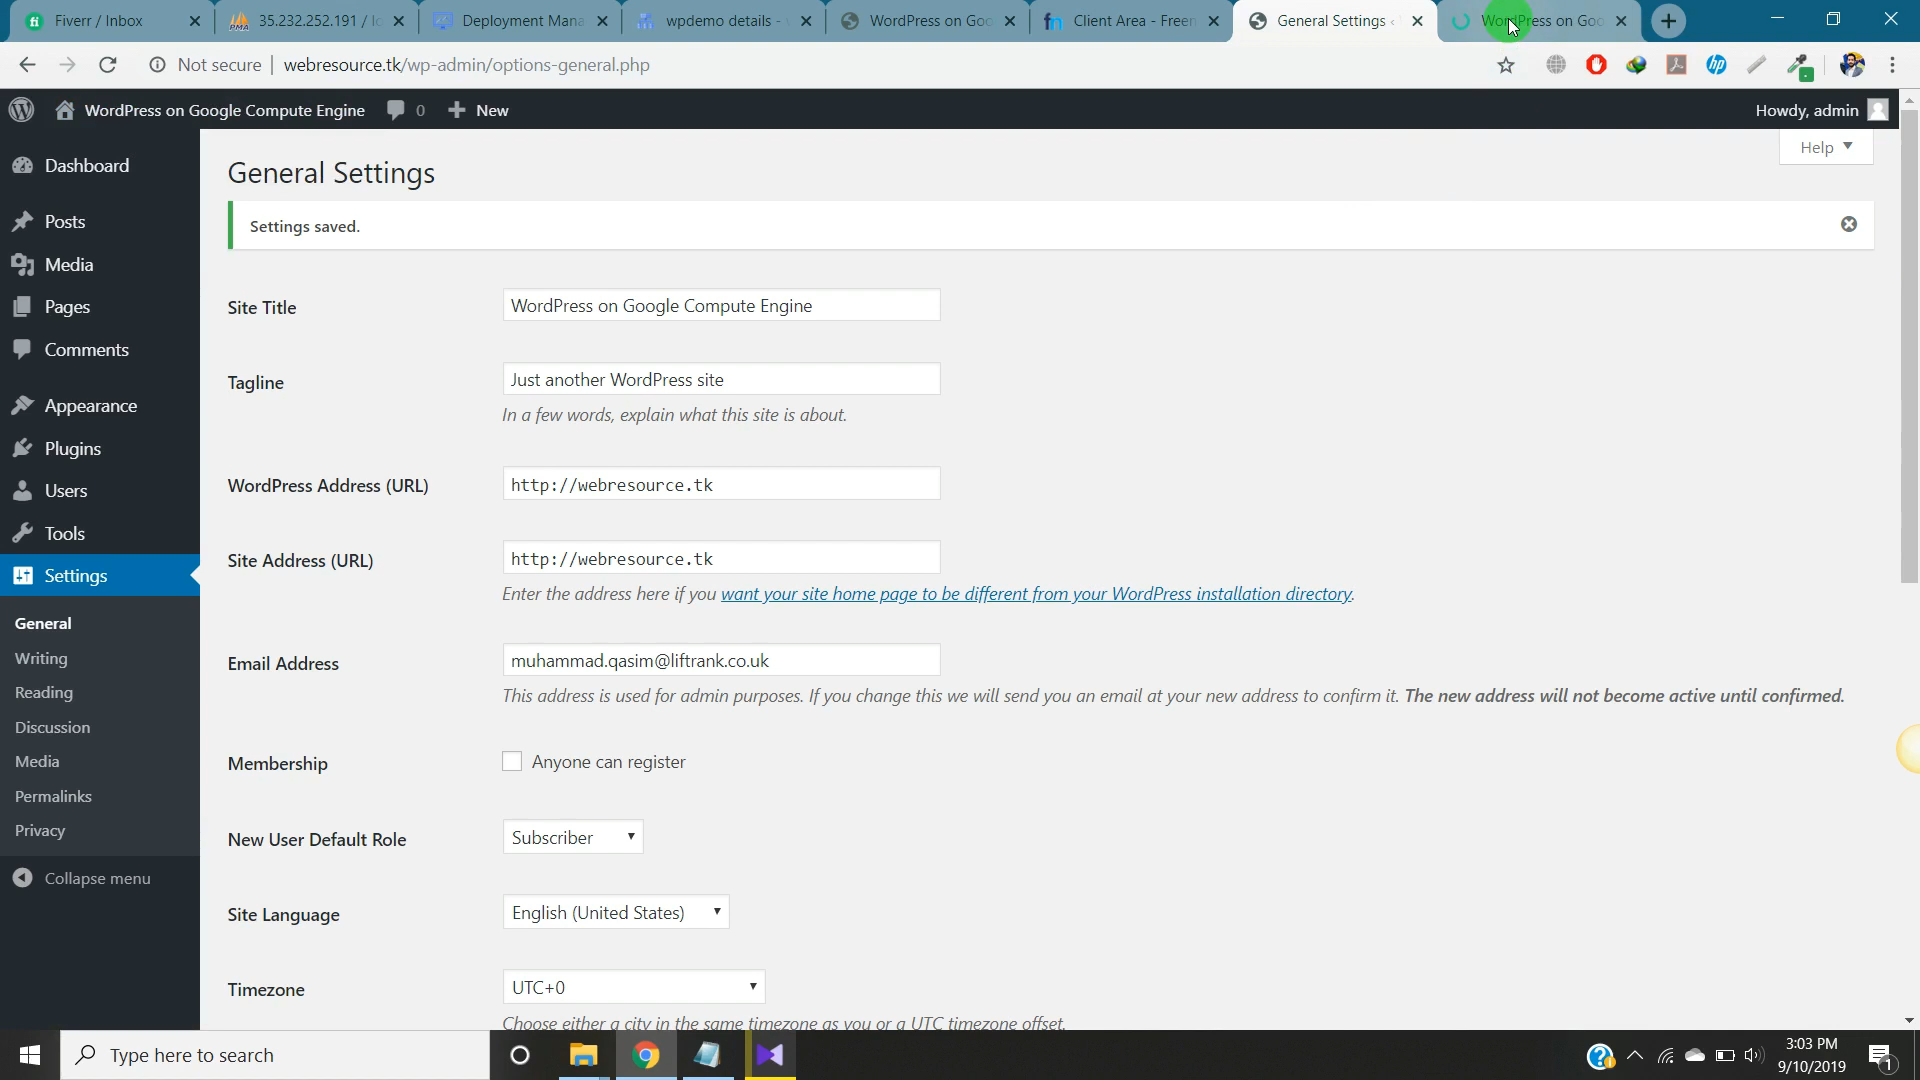 Fiverr / Inbox
35.232.252.191 / lo
Deployment Mana
wpdemo details -
WordPress on Goo
Client Area - Freen
General Settings ‹
WordPress on Goo
Not secure
webresource.tk/wp-admin/options-general.php
WordPress on Google Compute Engine
0
New
Howdy, admin
Dashboard
Posts
Media
Pages
Comments
Appearance
Plugins
Users
Tools
Settings
General
Writing
Reading
Discussion
Media
Permalinks
Privacy
Collapse menu
Help
General Settings
Settings saved.
Site Title
WordPress on Google Compute Engine
Tagline
Just another WordPress site
In a few words, explain what this site is about.
WordPress Address (URL)
http://webresource.tk
Site Address (URL)
http://webresource.tk
Enter the address here if you want your site home page to be different from your WordPress installation directory.
Email Address
muhammad.qasim@liftrank.co.uk
This address is used for admin purposes. If you change this we will send you an email at your new address to confirm it. The new address will not become active until confirmed.
Membership
Anyone can register
New User Default Role
Subscriber
Site Language
English (United States)
Timezone
UTC+0
Choose either a city in the same timezone as you or a UTC timezone offset.
Type here to search
3:03 PM
9/10/2019
1